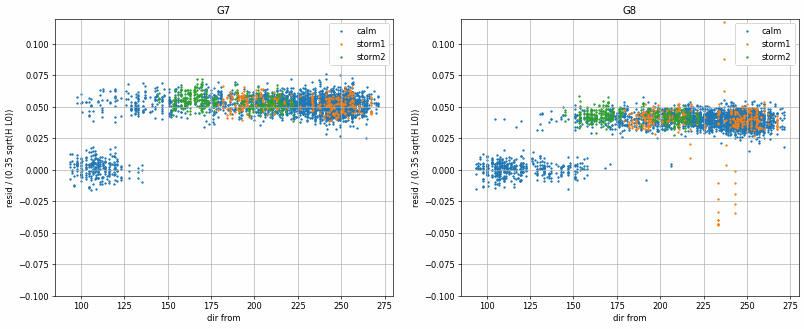 G7
calm
storm1
storm2
0.100
0.075
0.050
0.025
0.000
−0.025
−0.050
−0.075
−0.100
resid / (0.35 sqrt(H L0))
100
125
150
175
200
225
250
275
dir from
G8
calm
storm1
storm2
0.100
0.075
0.050
0.025
0.000
−0.025
−0.050
−0.075
−0.100
resid / (0.35 sqrt(H L0))
100
125
150
175
200
225
250
275
dir from